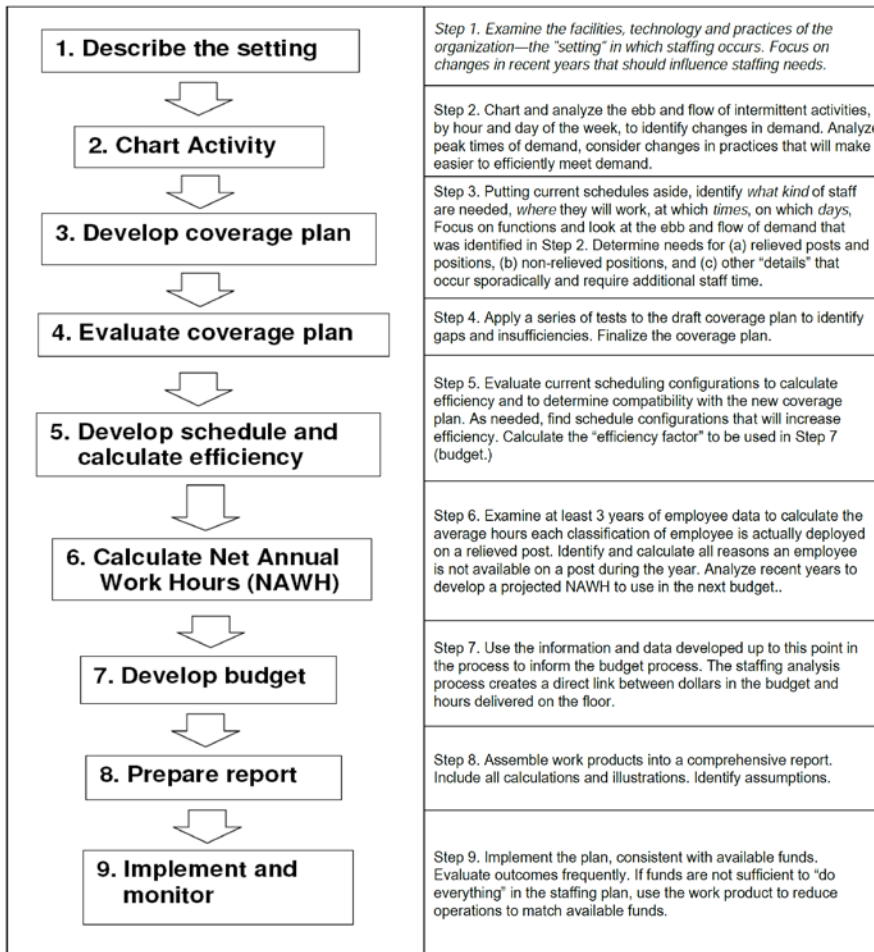 1. Describe the setting
Step 1. Examine the facilities, technology and practices of the
organization—the "setting" in which staffing occurs. Focus on
changes in recent years that should influence staffing needs.
2. Chart Activity
Step 2. Chart and analyze the ebb and flow of intermittent activities,
by hour and day of the week, to identify changes in demand. Analyze
peak times of demand, consider changes in practices that will make
easier to efficiently meet demand.
3. Develop coverage plan
Step 3. Putting current schedules aside, identify what kind of staff
are needed, where they will work, at which times, on which days,
Focus on functions and look at the ebb and flow of demand that
was identified in Step 2. Determine needs for (a) relieved posts and
positions, (b) non-relieved positions, and (c) other “details” that
occur sporadically and require additional staff time.
4. Evaluate coverage plan
Step 4. Apply a series of tests to the draft coverage plan to identify
gaps and insufficiencies. Finalize the coverage plan.
5. Develop schedule and
calculate efficiency
Step 5. Evaluate current scheduling configurations to calculate
efficiency and to determine compatibility with the new coverage
plan. As needed, find schedule configurations that will increase
efficiency. Calculate the “efficiency factor” to be used in Step 7
(budget.)
6. Calculate Net Annual
Work Hours (NAWH)
Step 6. Examine at least 3 years of employee data to calculate the
average hours each classification of employee is actually deployed
on a relieved post. Identify and calculate all reasons an employee
is not available on a post during the year. Analyze recent years to
develop a projected NAWH to use in the next budget..
7. Develop budget
Step 7. Use the information and data developed up to this point in
the process to inform the budget process. The staffing analysis
process creates a direct link between dollars in the budget and
hours delivered on the floor.
8. Prepare report
Step 8. Assemble work products into a comprehensive report.
Include all calculations and illustrations. Identify assumptions.
9. Implement and
monitor
Step 9. Implement the plan, consistent with available funds.
Evaluate outcomes frequently. If funds are not sufficient to “do
everything” in the staffing plan, use the work product to reduce
operations to match available funds.